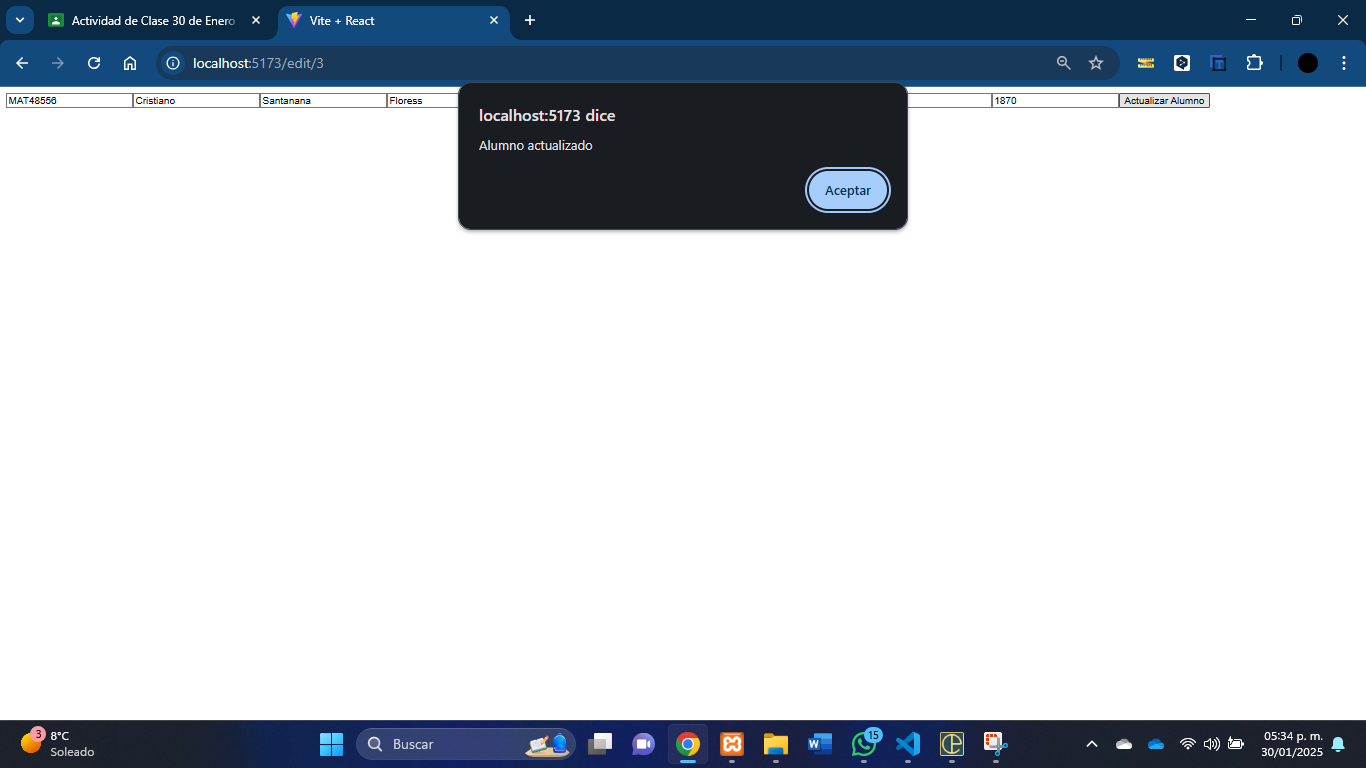 Actividad de Clase 30 de Enero
Vite + React
localhost:5173/edit/3
MAT48556
Cristiano
Santanana
Floress
1870
Actualizar Alumno
localhost:5173 dice
Alumno actualizado
Aceptar
3
8°C
Soleado
Buscar
15
05:34 p. m.
30/01/2025